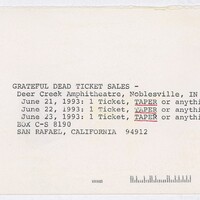 GRATEFUL DEAD TICKET SALES -
Deer Creek Amphitheatre, Noblesville, IN
June 21, 1993: 1 Ticket, TAPER or anythi
June 22, 1993: 1 Ticket, TAPER or anythi
June 23, 1993: 1 Ticket, TAPER or anythi
BOX C-S 8190
SAN RAFAEL, CALIFORNIA 94912